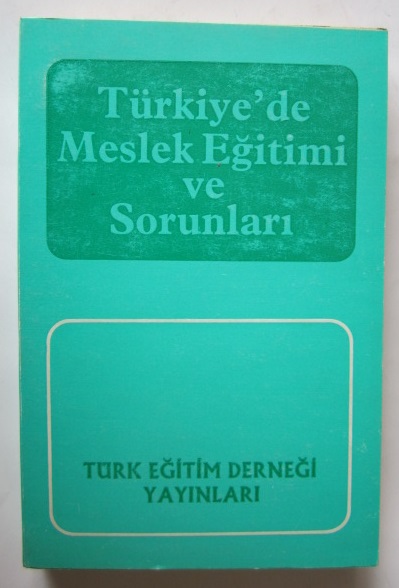 Türkiye'de
Meslek Eğitimi
ve
Sorunları
TÜRK EĞİTİM DERNEĞİ
YAYINLARI